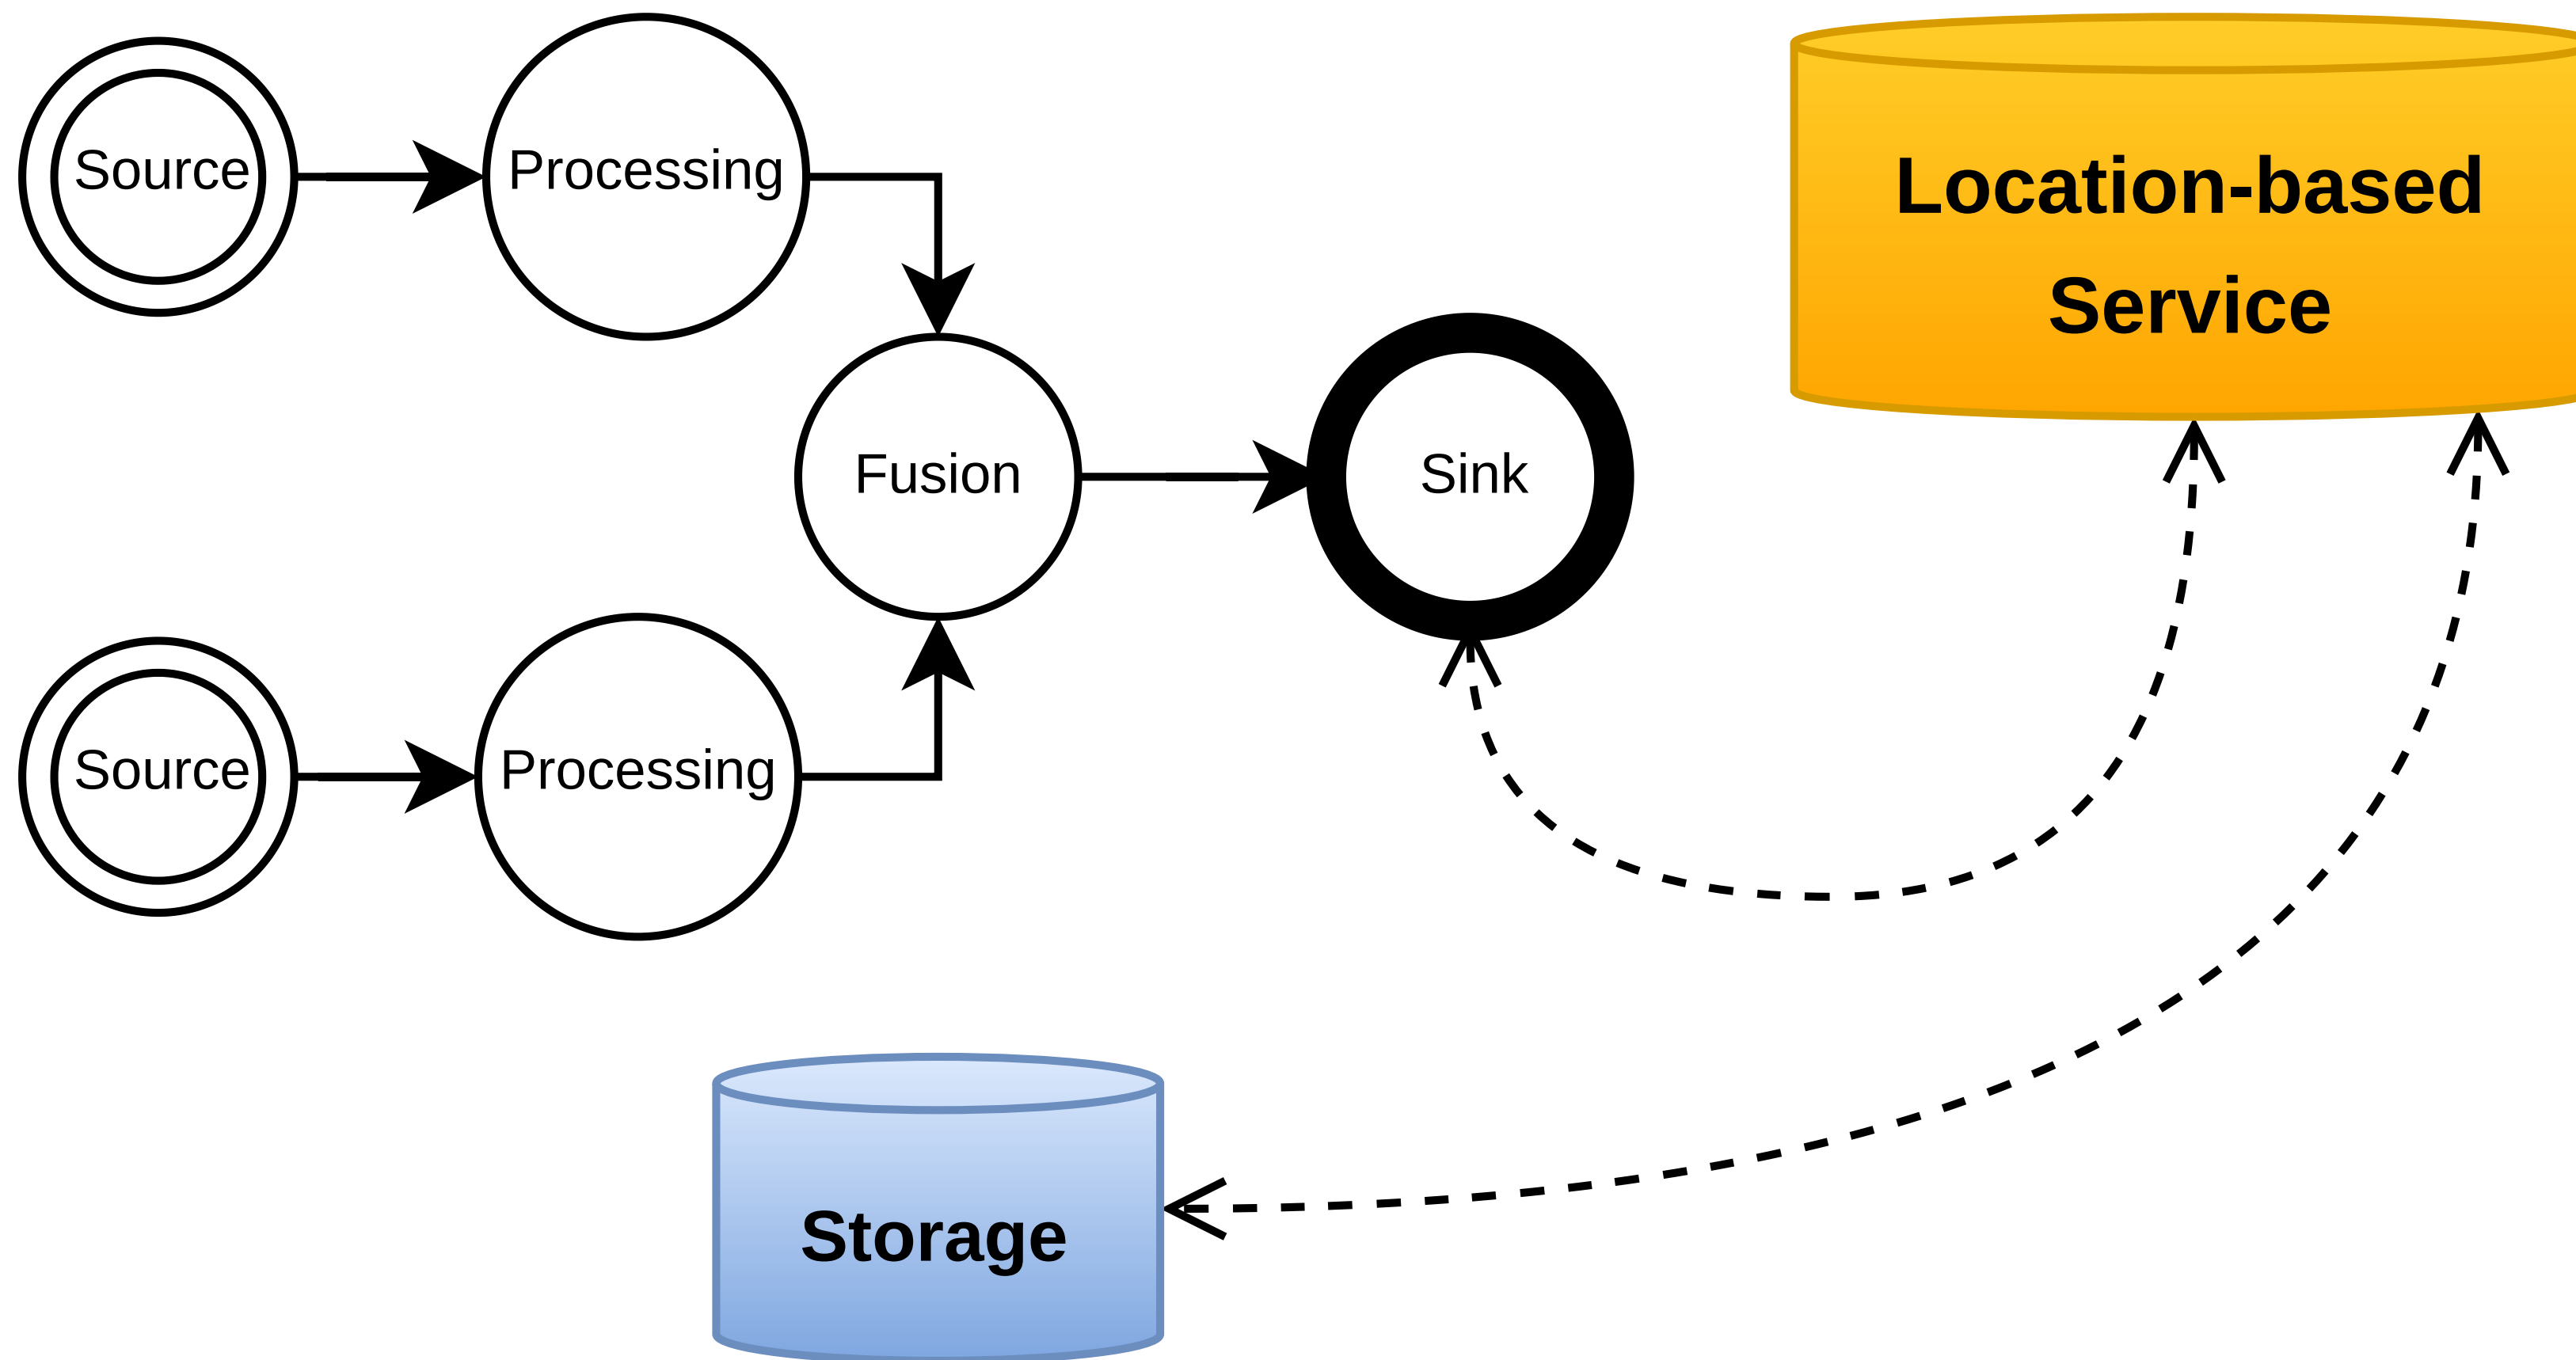 Source
Processing
Location-based
Service
Fusion
Sink
Source
Processing
Storage